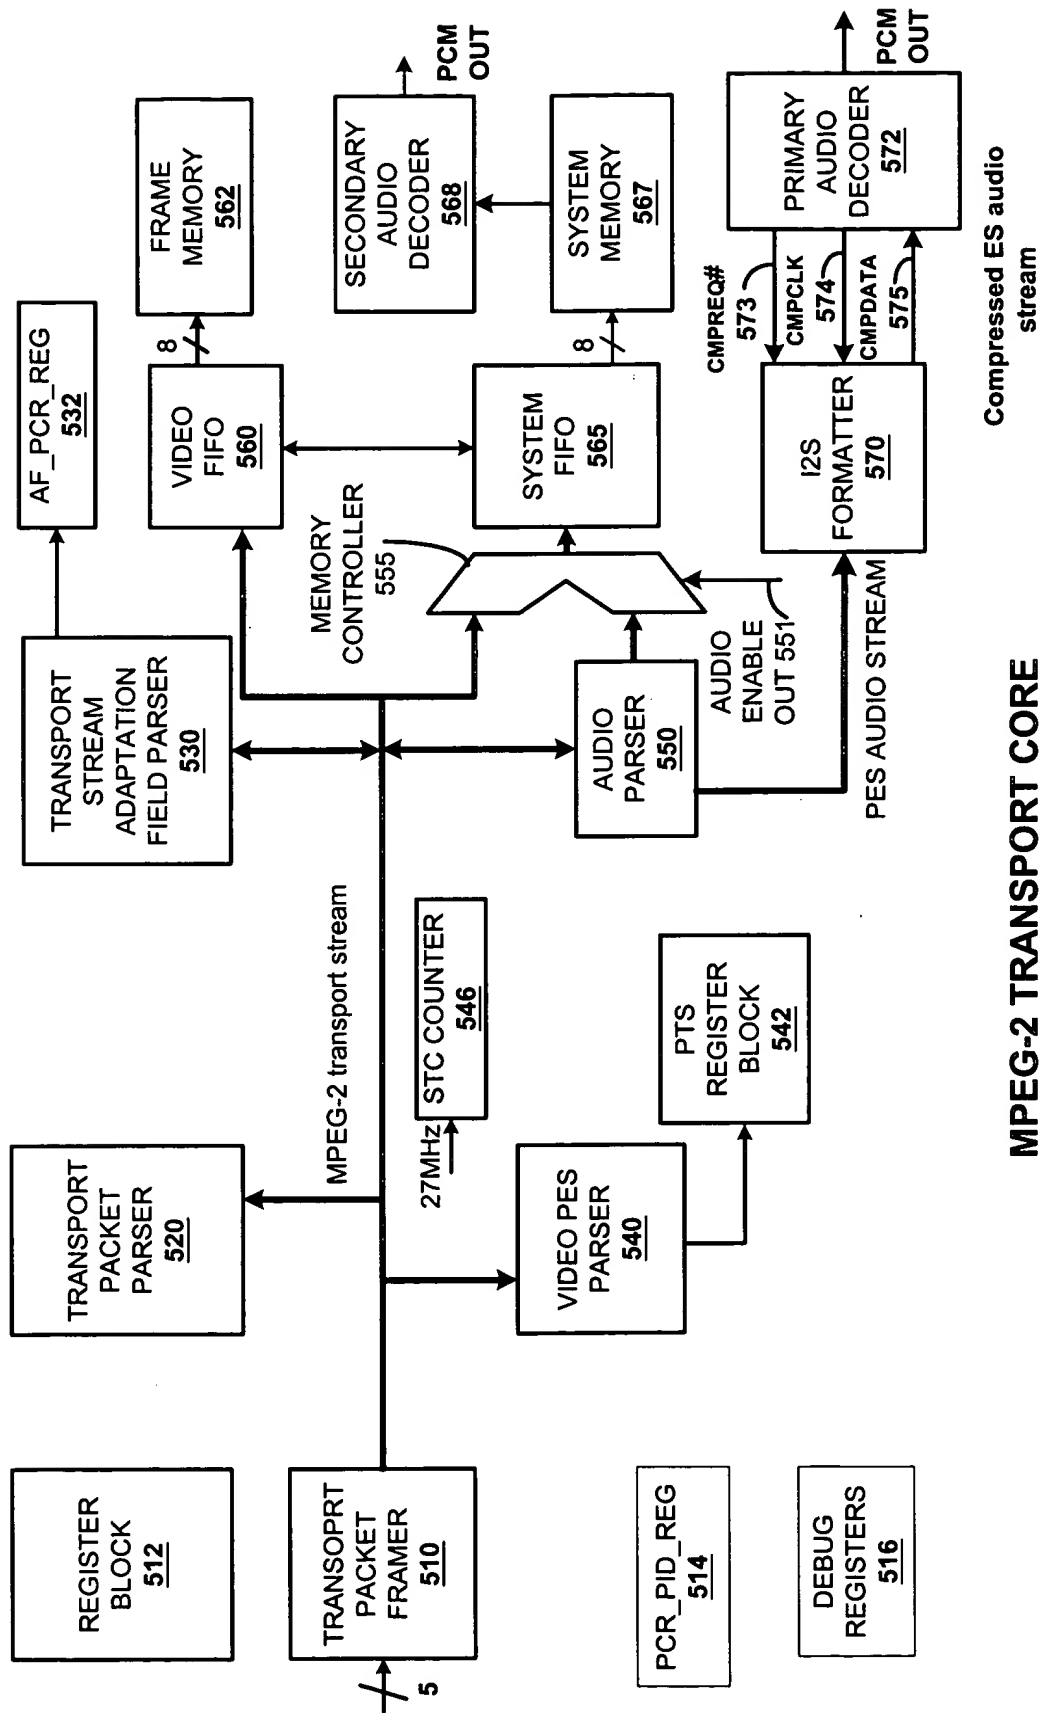 REGISTER
BLOCK
512
TRANSOPRT
PACKET
FRAMER
510
5
PCR_PID_REG
514
DEBUG
REGISTERS
516
TRANSPORT
PACKET
PARSER
520
MPEG-2 transport stream
27MHz
STC COUNTER
546
VIDEO PES
PARSER
540
PTS
REGISTER
BLOCK
542
TRANSPORT
STREAM
ADAPTATION
FIELD PARSER
530
AF_PCR_REG
532
VIDEO
FIFO
560
8
FRAME
MEMORY
562
MEMORY
CONTROLLER
555
AUDIO
PARSER
550
AUDIO
ENABLE
OUT 551
PES AUDIO STREAM
SYSTEM
FIFO
565
8
SYSTEM
MEMORY
567
SECONDARY
AUDIO
DECODER
568
PCM
OUT
I2S
FORMATTER
570
CMPREQ#
573
CMPCLK
574
CMPDATA
575
PRIMARY
AUDIO
DECODER
572
PCM
OUT
Compressed ES audio
stream
MPEG-2 TRANSPORT CORE